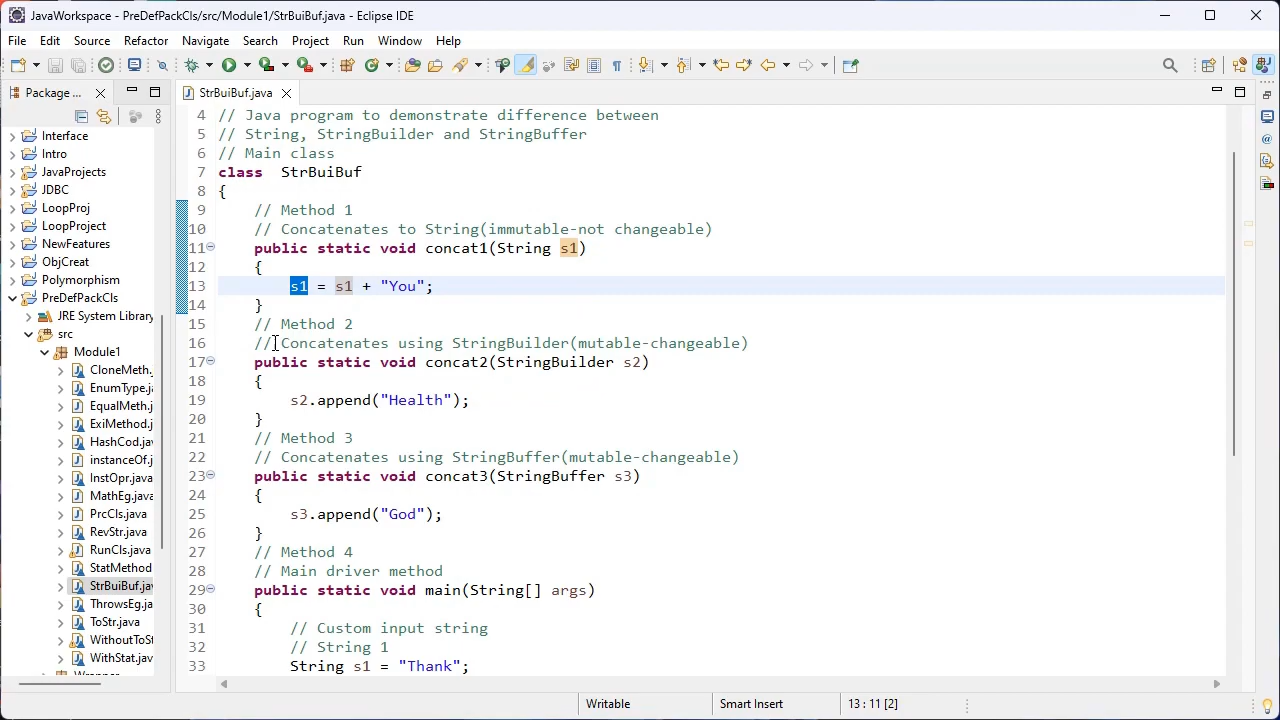 JavaWorkspace - PreDefPackCls/src/Module1/StrBuiBuf.java - Eclipse IDE
File Edit Source Refactor Navigate Search Project Run Window Help
Package...
StrBuiBuf.java
Interface
Intro
JavaProjects
JDBC
LoopProj
LoopProject
NewFeatures
ObjCreat
Polymorphism
PreDefPackCls
JRE System Library
src
Module1
CloneMeth.
EnumType.ja
EqualMeth.j
ExiMethod.j
HashCod.jav
instanceOf.j
InstOpr.java
MathEg.java
PrcCls.java
RevStr.java
RunCls.java
StatMethod
StrBuiBuf.jav
ThrowsEg.ja
ToStr.java
WithoutToSt
WithStat.jav
4 // Java program to demonstrate difference between
5 // String, StringBuilder and StringBuffer
6 // Main class
7 class  StrBuiBuf
8 {
9     // Method 1
10     // Concatenates to String(immutable-not changeable)
11     public static void concat1(String s1)
12     {
13         s1 = s1 + "You";
14     }
15     // Method 2
16     // Concatenates using StringBuilder(mutable-changeable)
17     public static void concat2(StringBuilder s2)
18     {
19         s2.append("Health");
20     }
21     // Method 3
22     // Concatenates using StringBuffer(mutable-changeable)
23     public static void concat3(StringBuffer s3)
24     {
25         s3.append("God");
26     }
27     // Method 4
28     // Main driver method
29     public static void main(String[] args)
30     {
31         // Custom input string
32         // String 1
33         String s1 = "Thank";
Writable Smart Insert 13 : 11 [2]